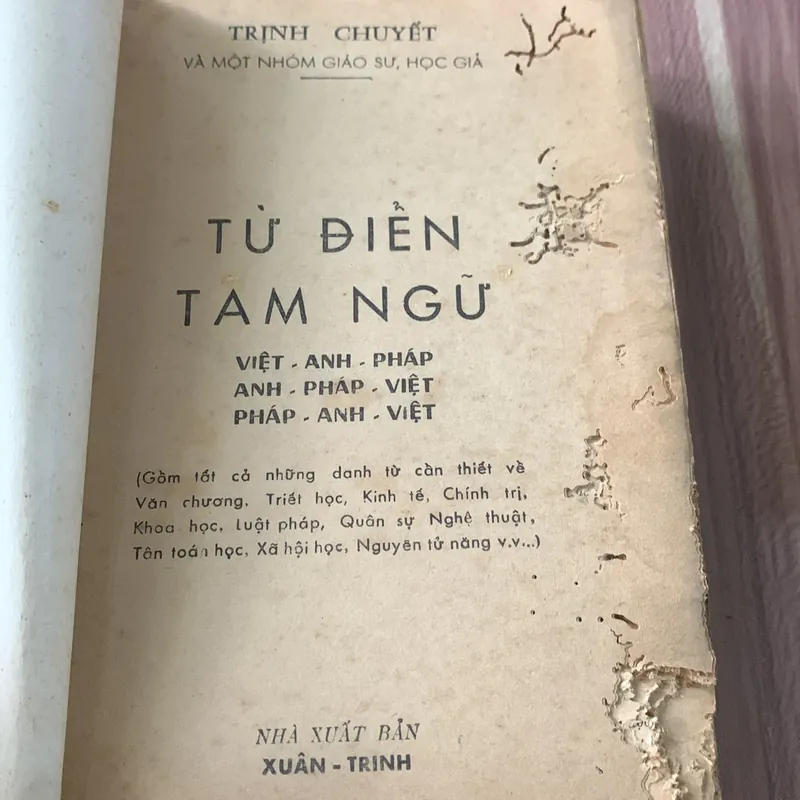 TRỊNH CHUYẾT
VÀ MỘT NHÓM GIÁO SƯ, HỌC GIẢ
TỪ ĐIỂN
TAM NGỮ
VIỆT - ANH - PHÁP
ANH - PHÁP - VIỆT
PHÁP - ANH - VIỆT
(Gồm tất cả những danh từ cần thiết về
Văn chương, Triết học, Kinh tế, Chính trị,
Khoa học, Luật pháp, Quân sự Nghệ thuật,
Tân toán học, Xã hội học, Nguyên tử năng v.v...)
NHÀ XUẤT BẢN
XUÂN - TRINH